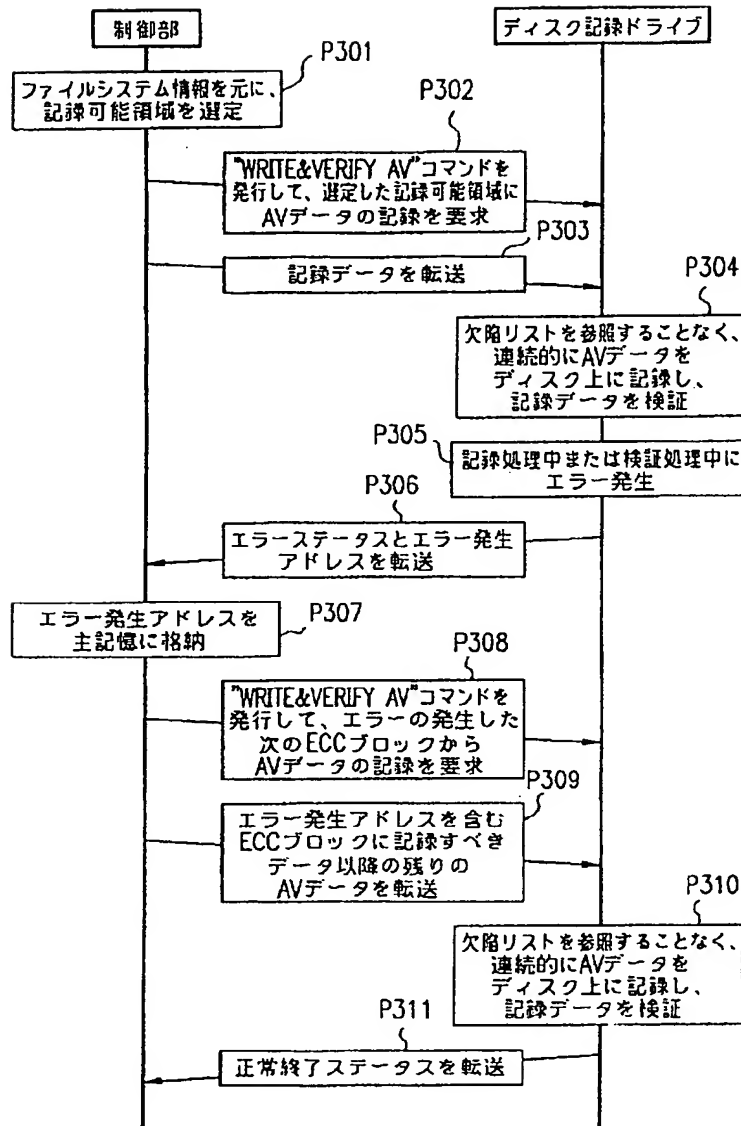 制御部
ディスク記録ドライブ
P301
ファイルシステム情報を元に、
記録可能領域を選定
P302
"WRITE&VERIFY AV"コマンドを
発行して、選定した記録可能領域に
AVデータの記録を要求
P303
記録データを転送
P304
欠陥リストを参照することなく、
連続的にAVデータを
ディスク上に記録し、
記録データを検証
P305
記録処理中または検証処理中に
エラー発生
P306
エラーステータスとエラー発生
アドレスを転送
P307
エラー発生アドレスを
主記憶に格納
P308
"WRITE&VERIFY AV"コマンドを
発行して、エラーの発生した
次のECCブロックから
AVデータの記録を要求
P309
エラー発生アドレスを含む
ECCブロックに記録すべき
データ以降の残りの
AVデータを転送
P310
欠陥リストを参照することなく、
連続的にAVデータを
ディスク上に記録し、
記録データを検証
P311
正常終了ステータスを転送